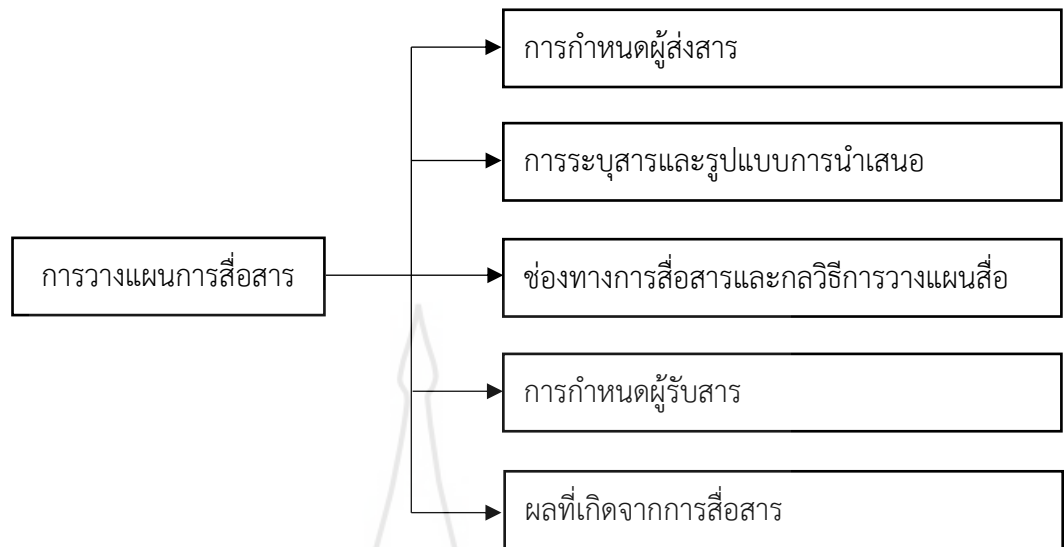 การกำหนดผู้ส่งสาร
การระบุสารและรูปแบบการนำเสนอ
การวางแผนการสื่อสาร
ช่องทางการสื่อสารและกลวิธีการวางแผนสื่อ
การกำหนดผู้รับสาร
ผลที่เกิดจากการสื่อสาร